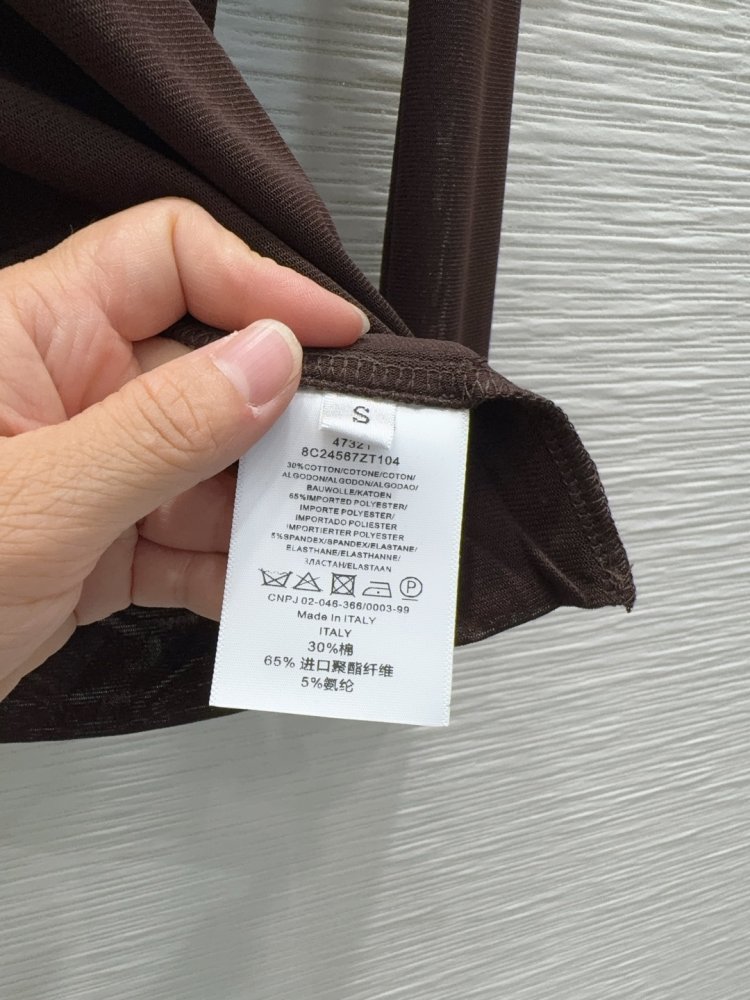 S
47321
8C24567ZT104
30%COTTON/COTONE/COTON/
ALGODON/ALGODON/ALGODAO/
BAUWOLLE/KATOEN
65%IMPORTED POLYESTER/
IMPORTE POLYESTER/
IMPORTADO POLIESTER
IMPORTIERTER POLYESTER/
5%SPANDEX/SPANDEX/ELASTANE/
ELASTHANE/ELASTHANNE/
ЭЛАСТАН/ELASTAAN
P
CNPJ 02-046-366/0003-99
Made in ITALY
ITALY
30%棉
65% 进口聚酯纤维
5%氨纶